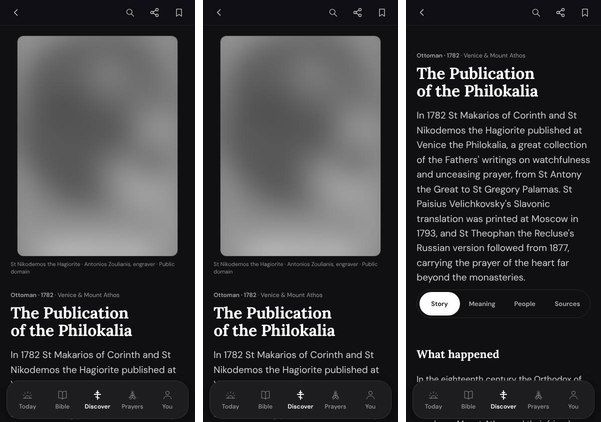 St Nikodemos the Hagiorite · Antonios Zoulianis, engraver · Public
domain
Ottoman · 1782 · Venice & Mount Athos
The Publication
of the Philokalia
In 1782 St Makarios of Corinth and St
Nikodemos the Hagiorite published at
Today
Bible
Discover
Prayers
You
St Nikodemos the Hagiorite · Antonios Zoulianis, engraver · Public
domain
Ottoman · 1782 · Venice & Mount Athos
The Publication
of the Philokalia
In 1782 St Makarios of Corinth and St
Nikodemos the Hagiorite published at
Today
Bible
Discover
Prayers
You
Ottoman · 1782 · Venice & Mount Athos
The Publication
of the Philokalia
In 1782 St Makarios of Corinth and St
Nikodemos the Hagiorite published at
Venice the Philokalia, a great collection
of the Fathers' writings on watchfulness
and unceasing prayer, from St Antony
the Great to St Gregory Palamas. St
Paisius Velichkovsky's Slavonic
translation was printed at Moscow in
1793, and St Theophan the Recluse's
Russian version followed from 1877,
carrying the prayer of the heart far
beyond the monasteries.
Story
Meaning
People
Sources
What happened
In the eighteenth century the Orthodox of
Today
Bible
Discover
Prayers
You